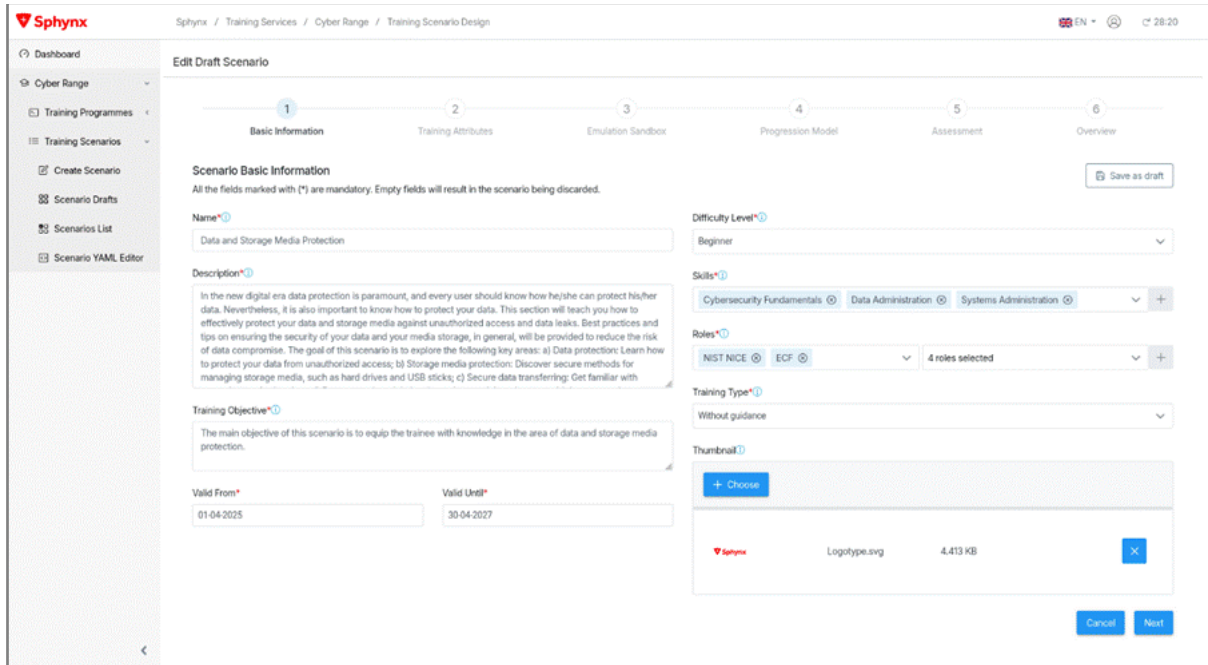 Sphynx
Sphynx / Training Services / Cyber Range / Training Scenario Design
EN
28:20
Dashboard
Cyber Range
Training Programmes
Training Scenarios
Create Scenario
Scenario Drafts
Scenarios List
Scenario YAML Editor
Edit Draft Scenario
1
2
3
4
5
6
Basic Information
Training Attributes
Emulation Sandbox
Progression Model
Assessment
Overview
Scenario Basic Information
All the fields marked with (*) are mandatory. Empty fields will result in the scenario being discarded.
Save as draft
Name*
Data and Storage Media Protection
Description*
In the new digital era data protection is paramount, and every user should know how he/she can protect his/her
data. Nevertheless, it is also important to know how to protect your data. This section will teach you how to
effectively protect your data and storage media against unauthorized access and data leaks. Best practices and
tips on ensuring the security of your data and your media storage, in general, will be provided to reduce the risk
of data compromise. The goal of this scenario is to explore the following key areas: a) Data protection: Learn how
to protect your data from unauthorized access; b) Storage media protection: Discover secure methods for
managing storage media, such as hard drives and USB sticks; c) Secure data transferring: Get familiar with
Training Objective*
The main objective of this scenario is to equip the trainee with knowledge in the area of data and storage media
protection.
Valid From*
Valid Until*
01-04-2025
30-04-2027
Difficulty Level*
Beginner
Skills*
Cybersecurity Fundamentals
Data Administration
Systems Administration
Roles*
NIST NICE
ECF
4 roles selected
Training Type*
Without guidance
Thumbnail
+ Choose
Sphynx
Logotype.svg
4.413 KB
Cancel
Next